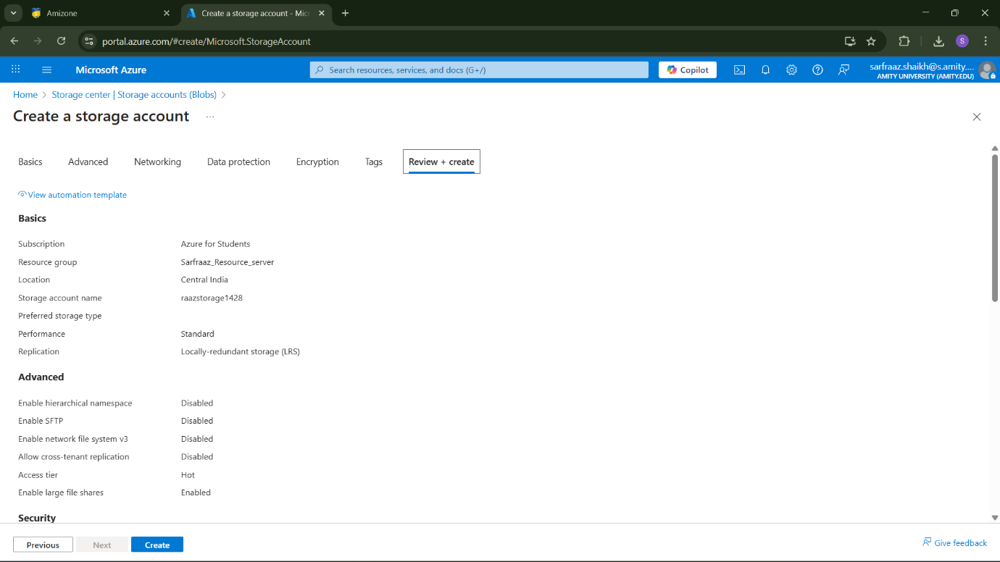 Amizone
Create a storage account - Micr
portal.azure.com/#create/Microsoft.StorageAccount
S
Microsoft Azure
Search resources, services, and docs (G+/)
Copilot
sarfraaz.shaikh@s.amity....
AMITY UNIVERSITY (AMITY.EDU)
Home > Storage center | Storage accounts (Blobs) >
Create a storage account ...
Basics Advanced Networking Data protection Encryption Tags Review + create
View automation template
Basics
Subscription Azure for Students
Resource group Sarfraaz_Resource_server
Location Central India
Storage account name raazstorage1428
Preferred storage type
Performance Standard
Replication Locally-redundant storage (LRS)
Advanced
Enable hierarchical namespace Disabled
Enable SFTP Disabled
Enable network file system v3 Disabled
Allow cross-tenant replication Disabled
Access tier Hot
Enable large file shares Enabled
Security
Previous Next Create
Give feedback